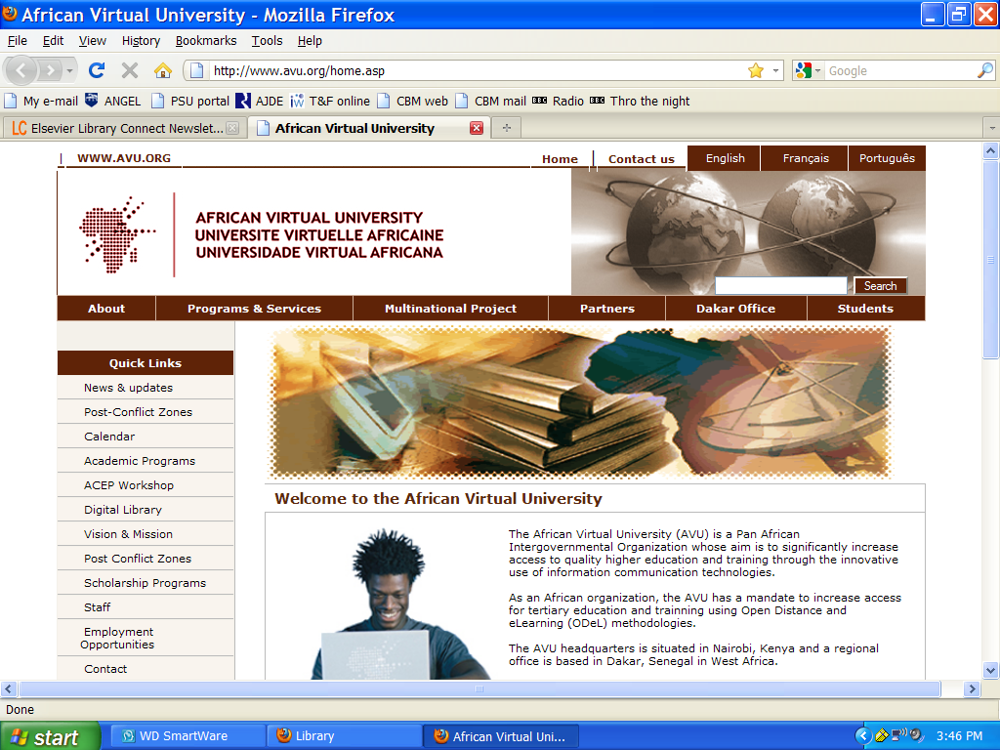 African Virtual University - Mozilla Firefox
File Edit View History Bookmarks Tools Help
http://www.avu.org/home.asp Google
My e-mail ANGEL PSU portal AJDE T&F online CBM web CBM mail BBC Radio BBC Thro the night
LC Elsevier Library Connect Newslet... African Virtual University
WWW.AVU.ORG Home Contact us English Français Português
AFRICAN VIRTUAL UNIVERSITY
UNIVERSITE VIRTUELLE AFRICAINE
UNIVERSIDADE VIRTUAL AFRICANA
Search
About Programs & Services Multinational Project Partners Dakar Office Students
Quick Links
News & updates
Post-Conflict Zones
Calendar
Academic Programs
ACEP Workshop
Digital Library
Vision & Mission
Post Conflict Zones
Scholarship Programs
Staff
Employment
Opportunities
Contact
Welcome to the African Virtual University
The African Virtual University (AVU) is a Pan African
Intergovernmental Organization whose aim is to significantly increase
access to quality higher education and training through the innovative
use of information communication technologies.
As an African organization, the AVU has a mandate to increase access
for tertiary education and trainning using Open Distance and
eLearning (ODeL) methodologies.
The AVU headquarters is situated in Nairobi, Kenya and a regional
office is based in Dakar, Senegal in West Africa.
Done
start WD SmartWare Library African Virtual Uni... 3:46 PM